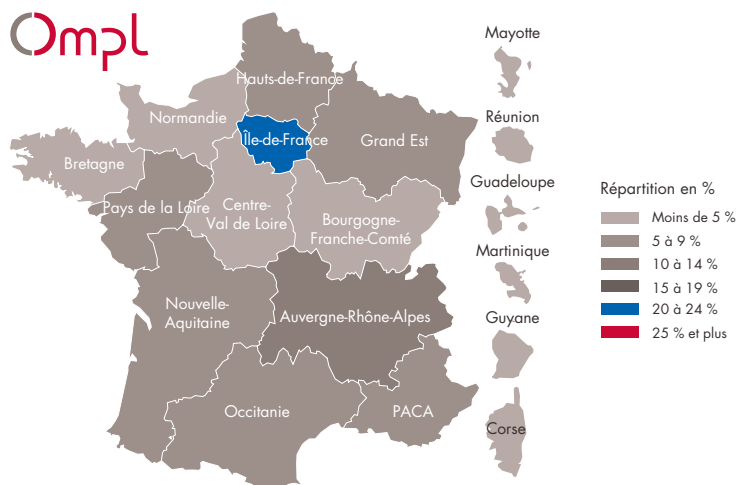 Ompl
Hauts-de-France
Normandie
Île-de-France
Grand Est
Bretagne
Pays de la Loire
Centre-
Val de Loire
Bourgogne-
Franche-Comté
Nouvelle-
Aquitaine
Auvergne-Rhône-Alpes
Occitanie
PACA
Mayotte
Réunion
Guadeloupe
Martinique
Guyane
Corse
Répartition en %
Moins de 5 %
5 à 9 %
10 à 14 %
15 à 19 %
20 à 24 %
25 % et plus